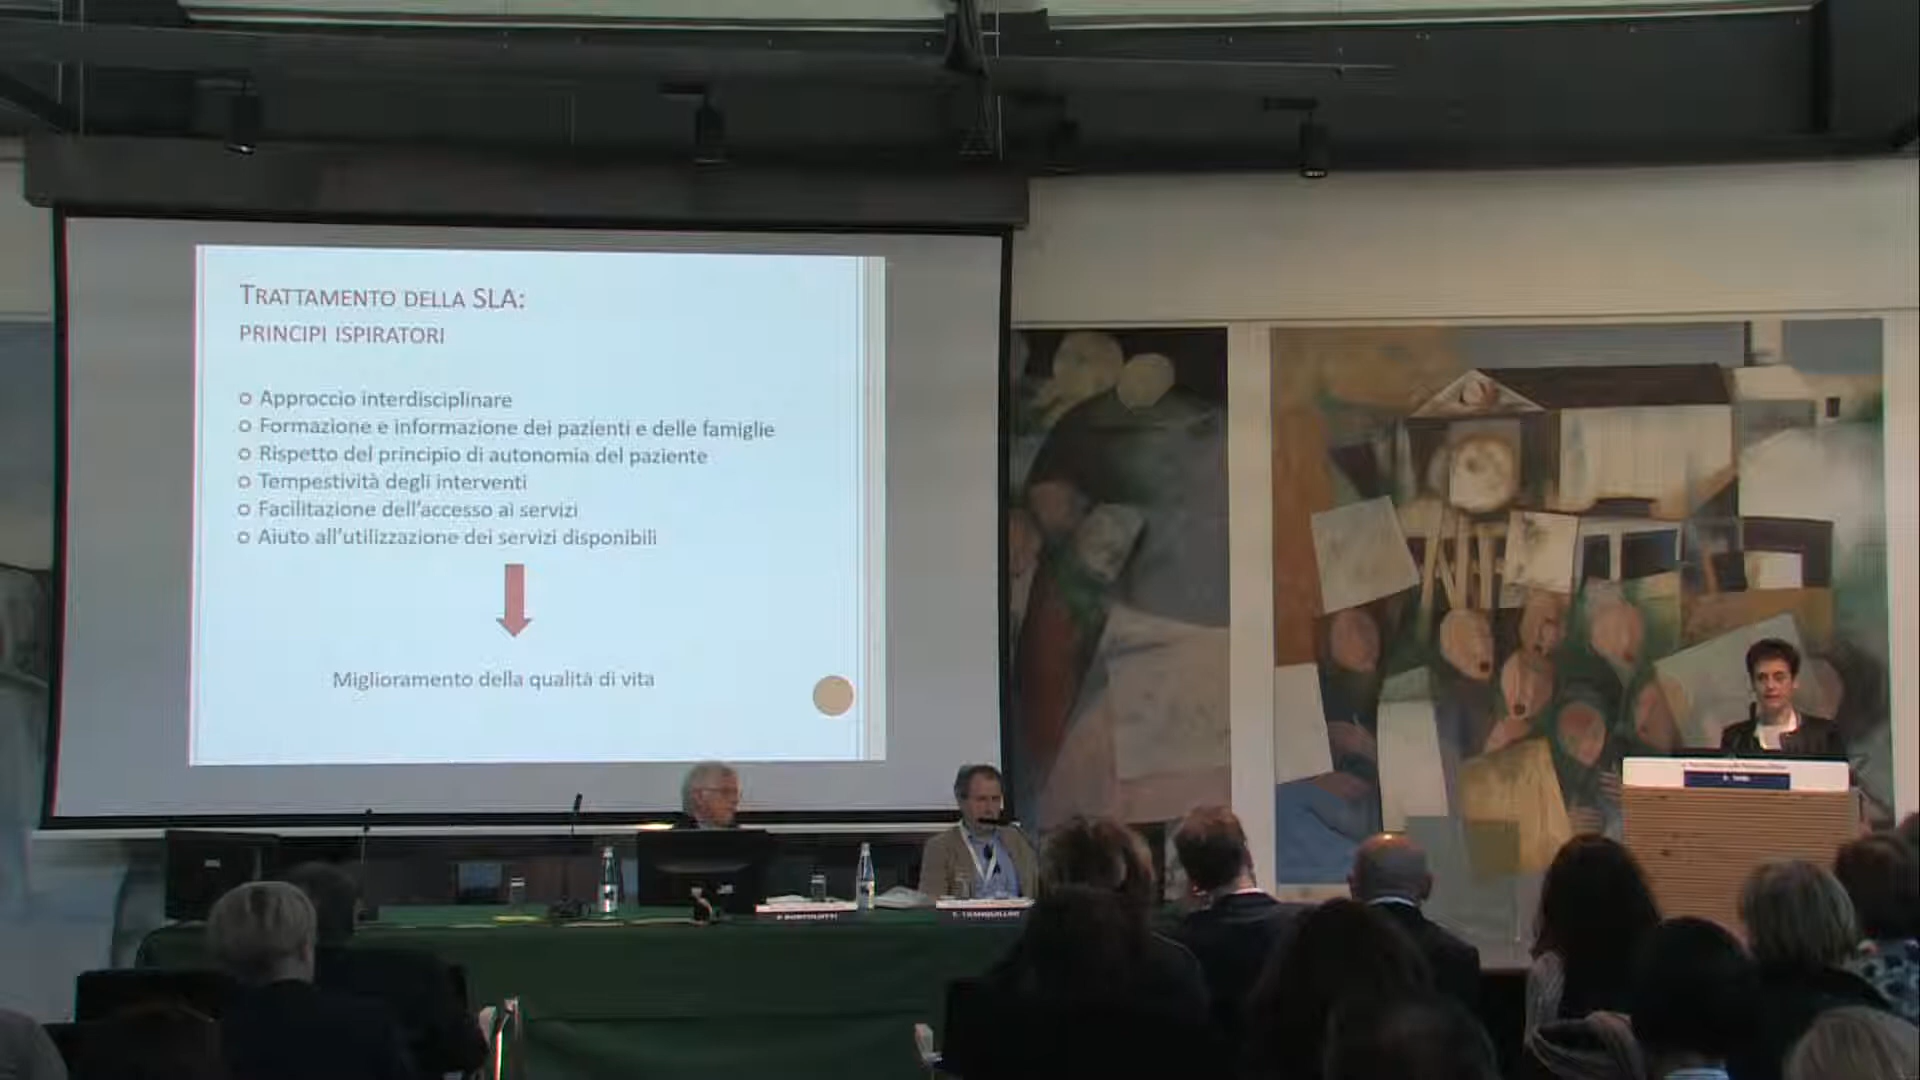 TRATTAMENTO DELLA SLA:
PRINCIPI ISPIRATORI
Approccio interdisciplinare
Formazione e informazione dei pazienti e delle famiglie
Rispetto del principio di autonomia del paziente
Tempestività degli interventi
Facilitazione dell'accesso ai servizi
Aiuto all'utilizzazione dei servizi disponibili
Miglioramento della qualità di vita